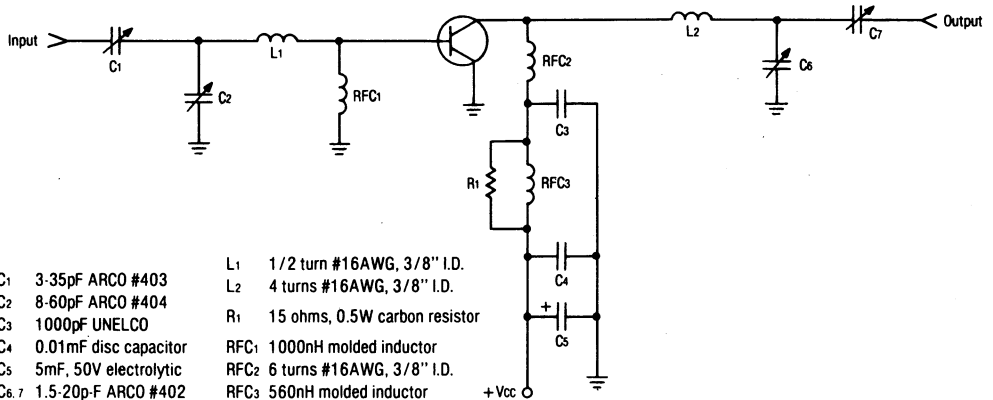 Input
C1
C2
L1
RFC1
RFC2
C3
R1
RFC3
C4
+
C5
+Vcc
L2
C6
C7
Output
C1 3-35pF ARCO #403
C2 8-60pF ARCO #404
C3 1000pF UNELCO
C4 0.01mF disc capacitor
C5 5mF, 50V electrolytic
C6, 7 1.5-20p-F ARCO #402
L1 1/2 turn #16AWG, 3/8" I.D.
L2 4 turns #16AWG, 3/8" I.D.
R1 15 ohms, 0.5W carbon resistor
RFC1 1000nH molded inductor
RFC2 6 turns #16AWG, 3/8" I.D.
RFC3 560nH molded inductor